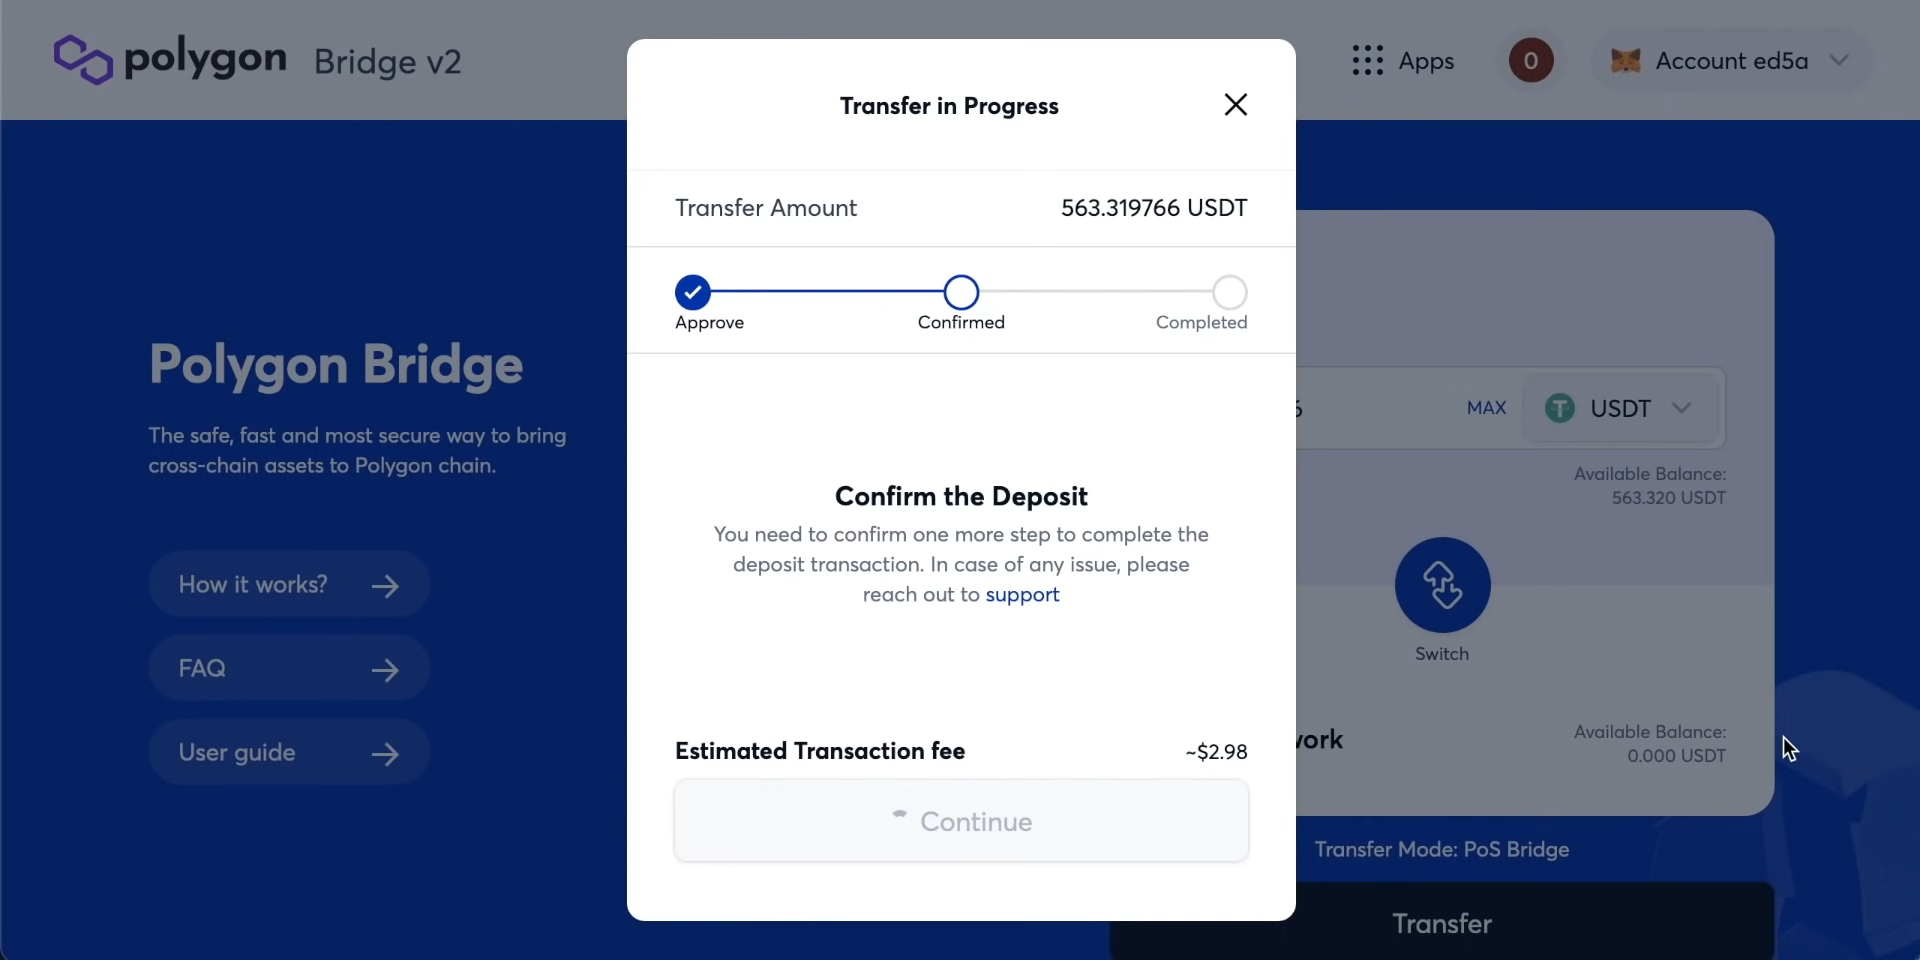 polygon Bridge v2
Apps
0
Account ed5a
Transfer in Progress
Transfer Amount
563.319766 USDT
Approve
Confirmed
Completed
Polygon Bridge
The safe, fast and most secure way to bring
cross-chain assets to Polygon chain.
How it works?
FAQ
User guide
Confirm the Deposit
You need to confirm one more step to complete the
deposit transaction. In case of any issue, please
reach out to support
Estimated Transaction fee
~$2.98
Continue
MAX
USDT
Available Balance:
563.320 USDT
Switch
Available Balance:
0.000 USDT
Transfer Mode: PoS Bridge
Transfer